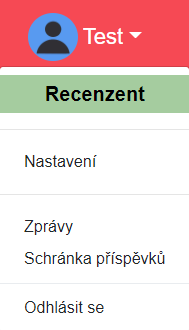 Test
Recenzent
Nastavení
Zprávy
Schránka příspěvků
Odhlásit se